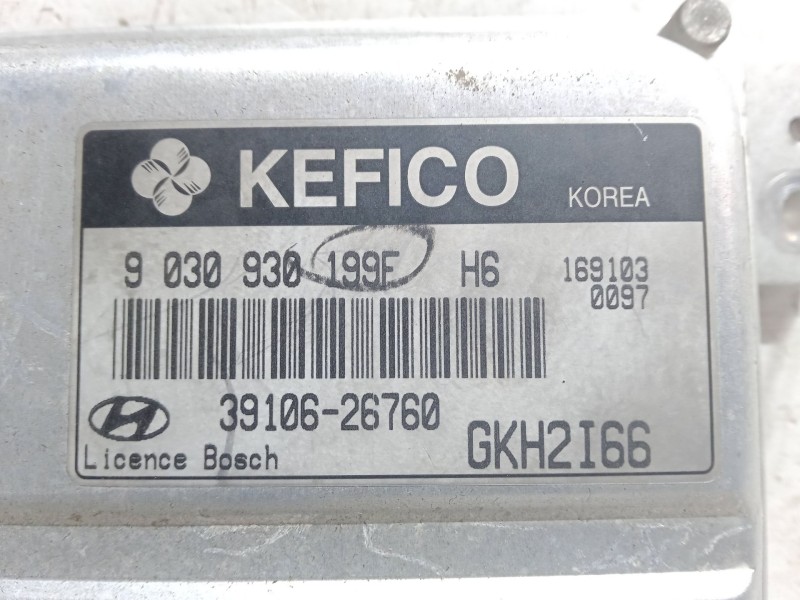 KEFICO KOREA
9 030 930 199F H6 169103
0097
39106-26760
GKH2I66
Licence Bosch